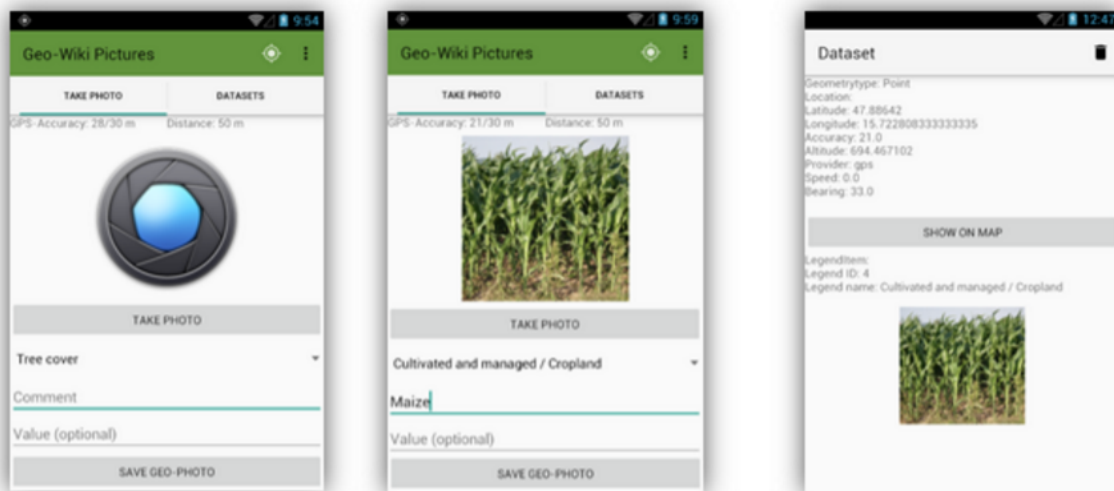 9:54
Geo-Wiki Pictures
TAKE PHOTO DATASETS
GPS-Accuracy: 28/30 m Distance: 50 m
TAKE PHOTO
Tree cover
Comment
Value (optional)
SAVE GEO-PHOTO
9:59
Geo-Wiki Pictures
TAKE PHOTO DATASETS
GPS-Accuracy: 21/30 m Distance: 50 m
TAKE PHOTO
Cultivated and managed / Cropland
Maize
Value (optional)
SAVE GEO-PHOTO
12:47
Dataset
Geometrytype: Point
Location:
Latitude: 47.88642
Longitude: 15.722808333333335
Accuracy: 21.0
Altitude: 694.467102
Provider: gps
Speed: 0.0
Bearing: 33.0
SHOW ON MAP
LegendItem:
Legend ID: 4
Legend name: Cultivated and managed / Cropland